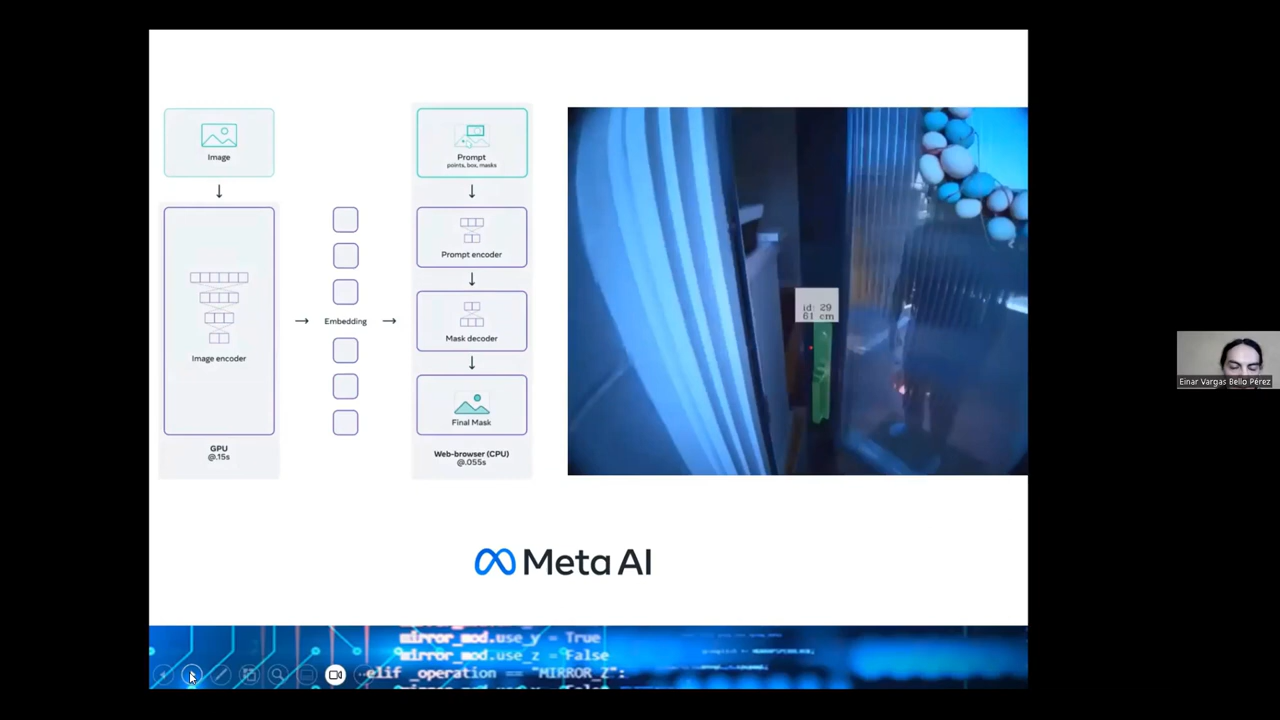 Image
Image encoder
GPU
@.15s
Embedding
Prompt
points, box, masks
Prompt encoder
Mask decoder
Final Mask
Web-browser (CPU)
@.055s
id: 29
61 cm
Meta AI
mirror_mod.use_y = True
mirror_mod.use_z = False
elif _operation == "MIRROR_Z":
Einar Vargas Bello Pérez